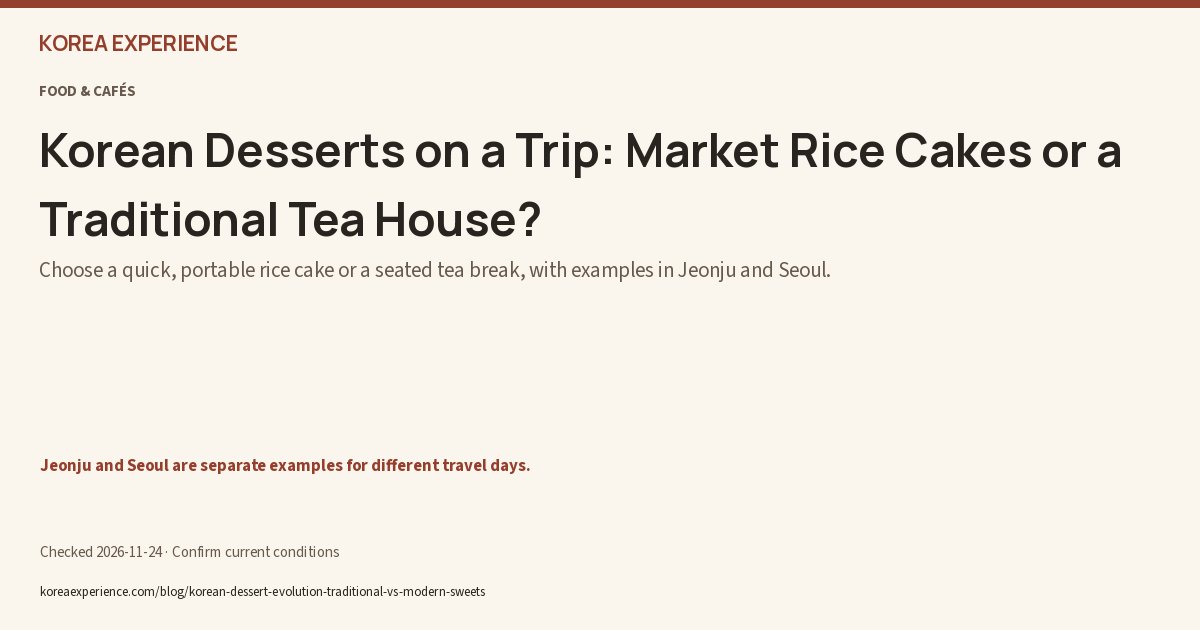 KOREA EXPERIENCE
FOOD & CAFÉS
Korean Desserts on a Trip: Market Rice Cakes or a
Traditional Tea House?
Choose a quick, portable rice cake or a seated tea break, with examples in Jeonju and Seoul.
Jeonju and Seoul are separate examples for different travel days.
Checked 2026-11-24 · Confirm current conditions
koreaexperience.com/blog/korean-dessert-evolution-traditional-vs-modern-sweets